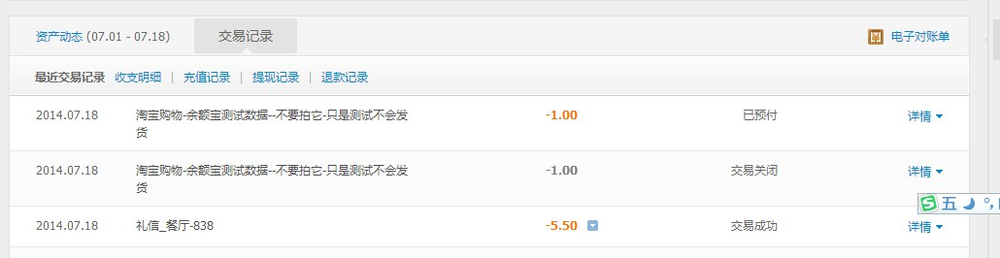 资产动态 (07.01 - 07.18) 交易记录 电子对账单
最近交易记录 收支明细 | 充值记录 | 提现记录 | 退款记录
2014.07.18 淘宝购物-余额宝测试数据--不要拍它-只是测试不会发 -1.00 已预付 详情
货
2014.07.18 淘宝购物-余额宝测试数据--不要拍它-只是测试不会发 -1.00 交易关闭 详情
货
五
2014.07.18 礼信_餐厅-838 -5.50 交易成功 详情